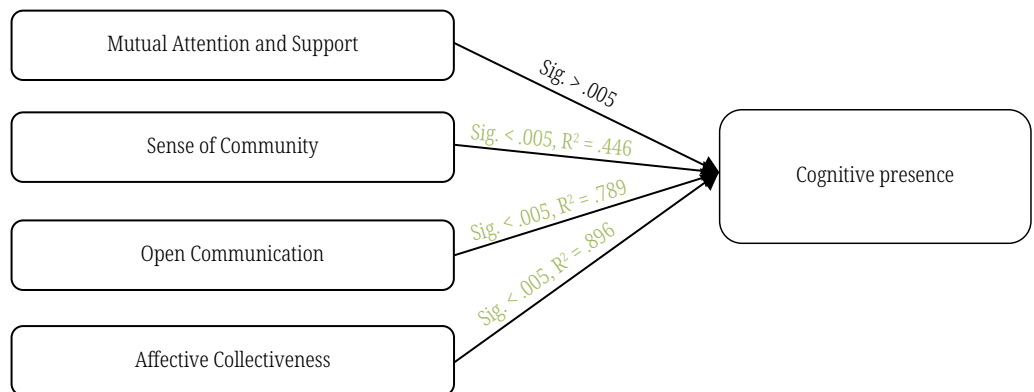 Mutual Attention and Support
Sig. > .005
Sense of Community
Sig. < .005, R² = .446
Cognitive presence
Open Communication
Sig. < .005, R² = .789
Affective Collectiveness
Sig. < .005, R² = .896